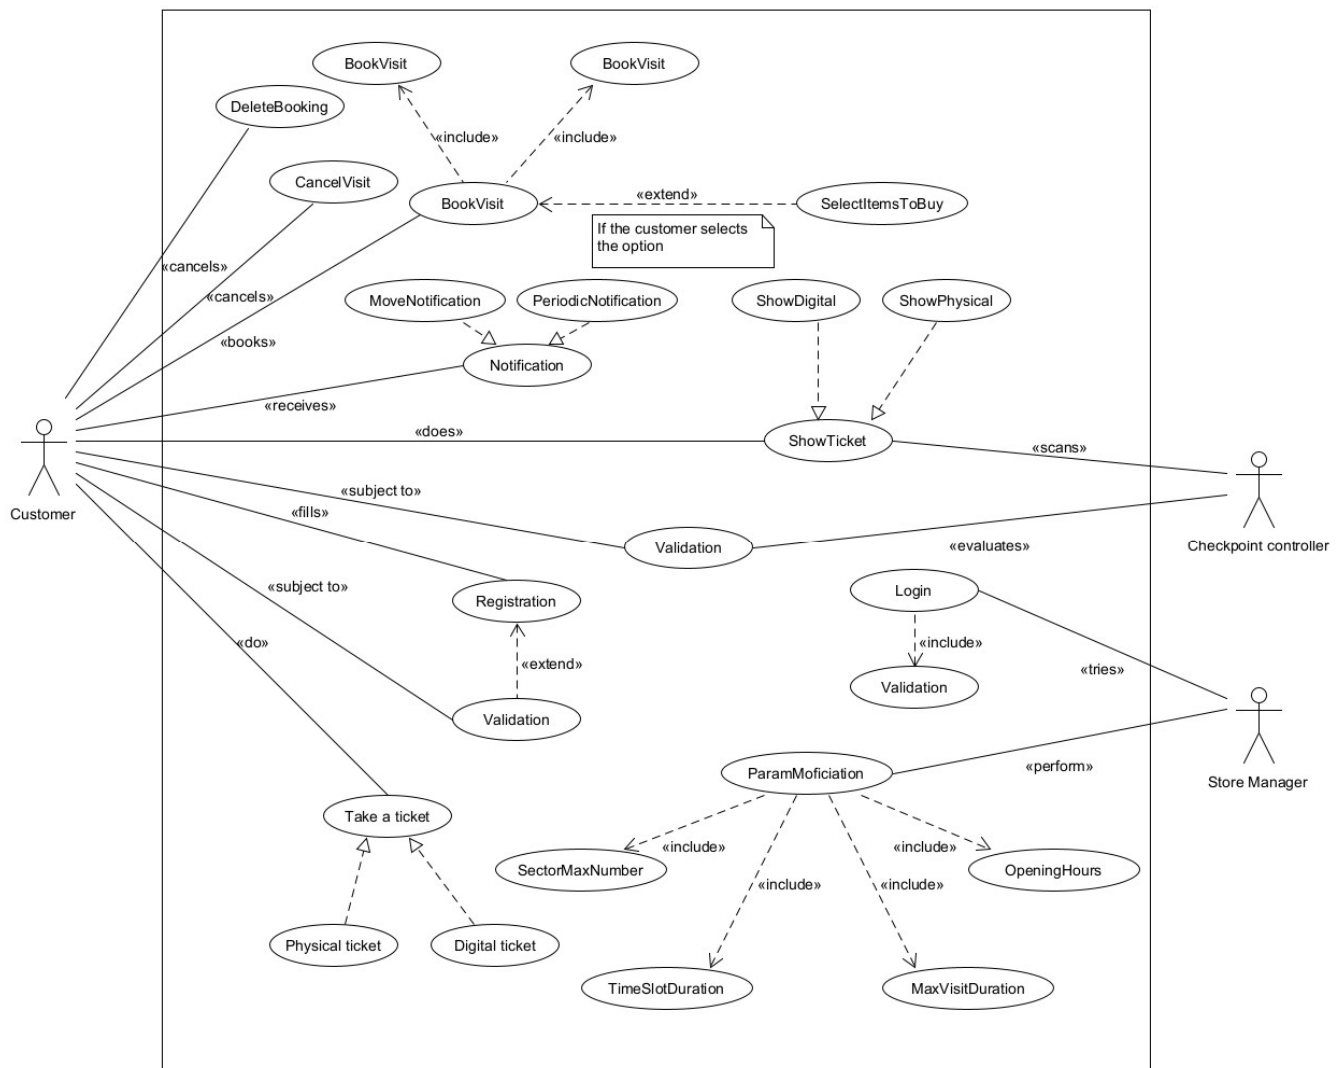 BookVisit
BookVisit
DeleteBooking
«include»
«include»
CancelVisit
BookVisit
«extend»
SelectItemsToBuy
If the customer selects
the option
«cancels»
«cancels»
«books»
MoveNotification
PeriodicNotification
ShowDigital
ShowPhysical
Notification
«receives»
«does»
ShowTicket
«scans»
Customer
«subject to»
«fills»
Validation
«evaluates»
Checkpoint controller
«subject to»
Registration
Login
«do»
«extend»
«include»
«tries»
Validation
Validation
ParamMoficiation
«perform»
Store Manager
Take a ticket
«include»
«include»
SectorMaxNumber
OpeningHours
«include»
«include»
Physical ticket
Digital ticket
TimeSlotDuration
MaxVisitDuration